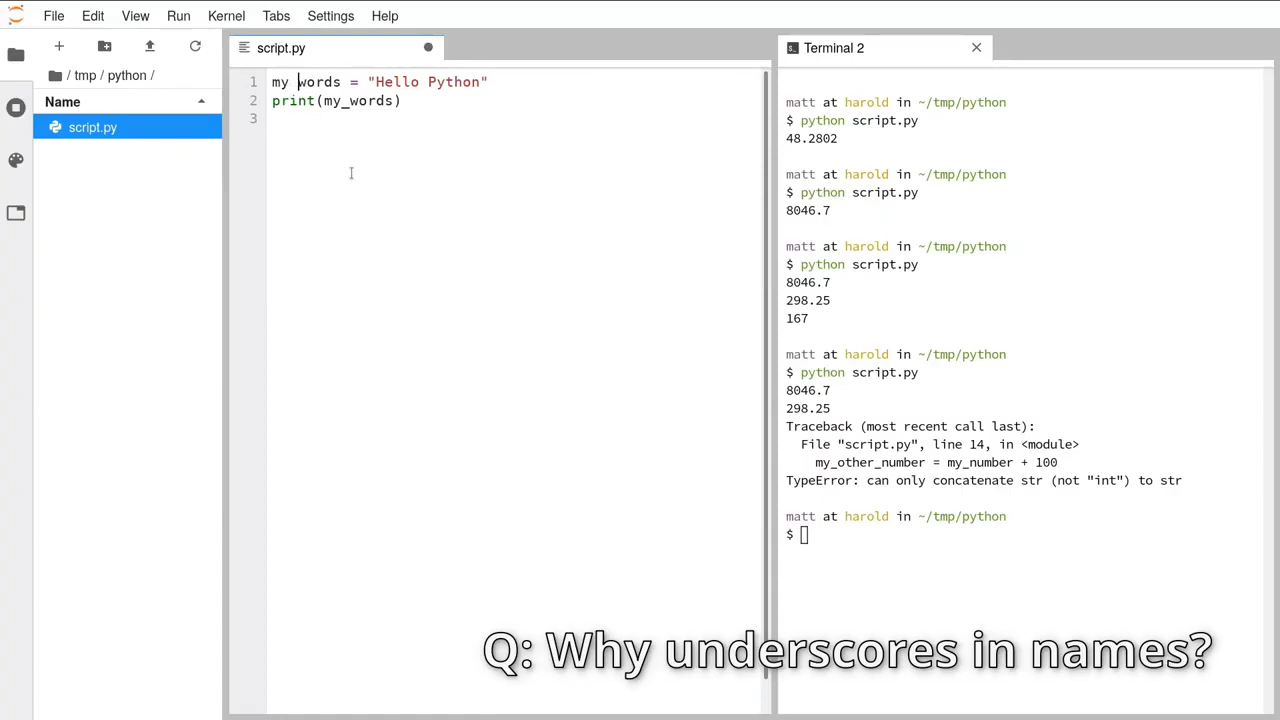 File Edit View Run Kernel Tabs Settings Help
/ tmp / python /
Name
script.py
script.py
1 my words = "Hello Python"
2 print(my_words)
3
Terminal 2
matt at harold in ~/tmp/python
$ python script.py
48.2802
matt at harold in ~/tmp/python
$ python script.py
8046.7
matt at harold in ~/tmp/python
$ python script.py
8046.7
298.25
167
matt at harold in ~/tmp/python
$ python script.py
8046.7
298.25
Traceback (most recent call last):
File "script.py", line 14, in <module>
my_other_number = my_number + 100
TypeError: can only concatenate str (not "int") to str
matt at harold in ~/tmp/python
$
Q: Why underscores in names?